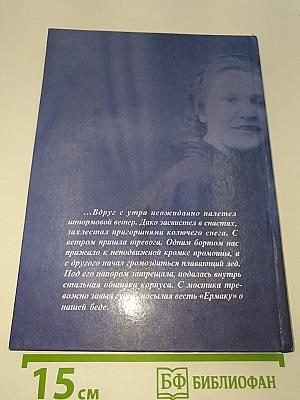 …Вдруг с утра неожиданно налетел
штормовой ветер. Дико засвистел в снастях,
захлестал пригоршнями колючего снега. С
ветром пришла тревога. Одним бортом нас
прижало к неподвижной кромке промоины, а
с другого начал громоздиться плавающий лед.
Под его напором затрещала, подалась внутрь
стальная обшивка корпуса. С мостика тре-
вожно завыл гудок, посылая весть «Ермаку» о
нашей беде.
15 см
БФ БИБЛИОФАН